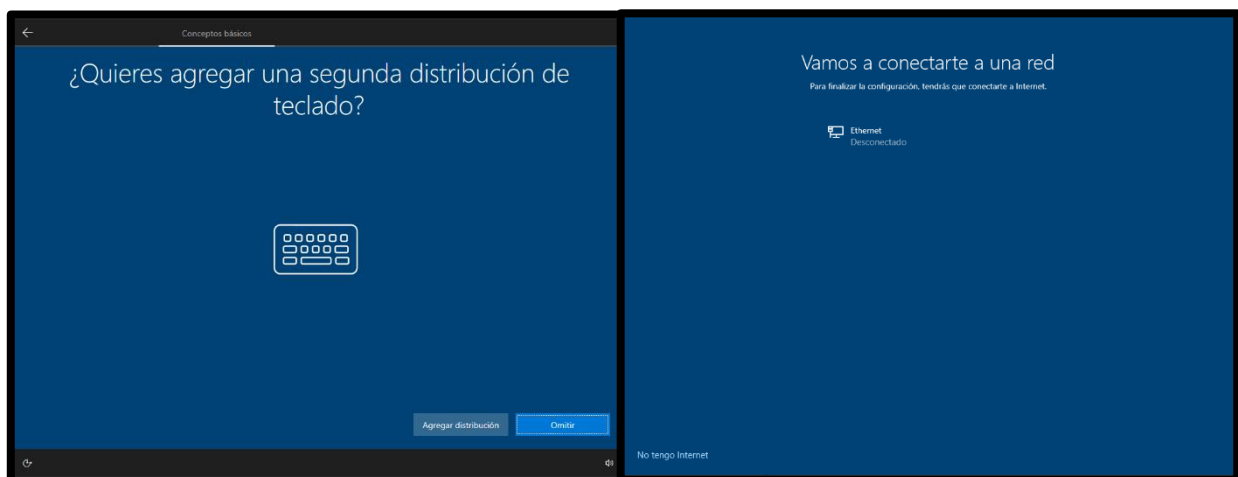 Conceptos básicos
¿Quieres agregar una segunda distribución de
teclado?
Agregar distribución
Omitir
Vamos a conectarte a una red
Para finalizar la configuración, tendrás que conectarte a Internet.
Ethernet
Desconectado
No tengo Internet